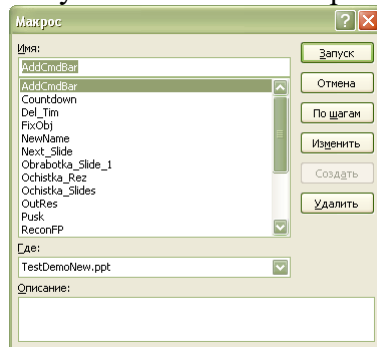 Макрос
Имя:
AddCmdBar
AddCmdBar
Countdown
Del_Tim
FixObj
NewName
Next_Slide
Obrabotka_Slide_1
Ochistka_Rez
Ochistka_Slides
OutRes
Pusk
ReconFP
Запуск
Отмена
По шагам
Изменить
Создать
Удалить
Где:
TestDemoNew.ppt
Описание: